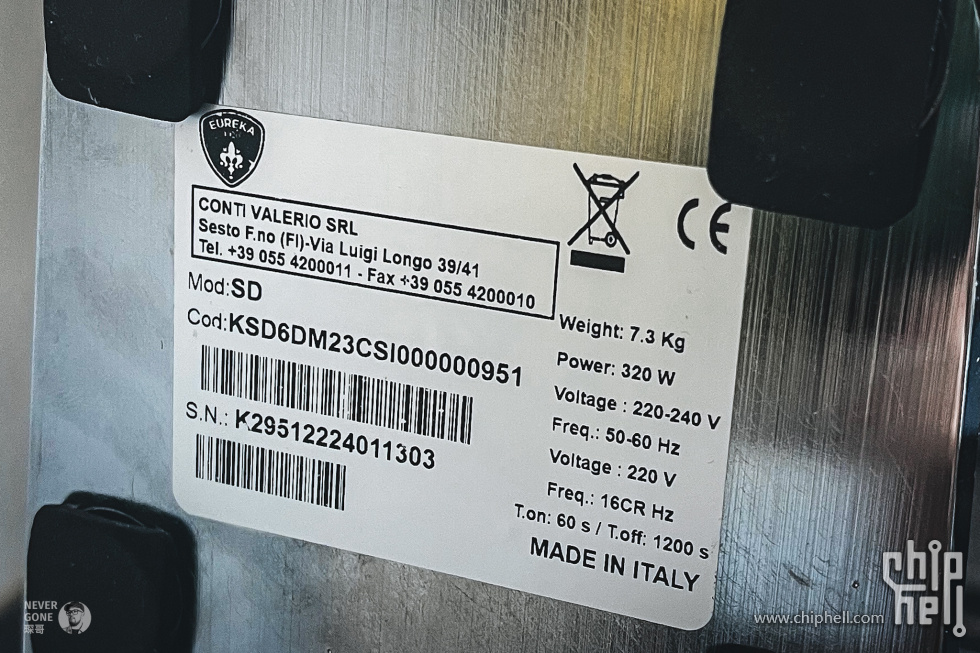 EUREKA
CONTI VALERIO SRL
Sesto F.no (FI)-Via Luigi Longo 39/41
Tel. +39 055 4200011 - Fax +39 055 4200010
Mod:SD
Cod:KSD6DM23CSI000000951
S.N.: K29512224011303
CE
Weight: 7.3 Kg
Power: 320 W
Voltage : 220-240 V
Freq.: 50-60 Hz
Voltage : 220 V
Freq.: 16CR Hz
T.on: 60 s / T.off: 1200 s
MADE IN ITALY
NEVER
GONE
琛哥
chip
hell
www.chiphell.com